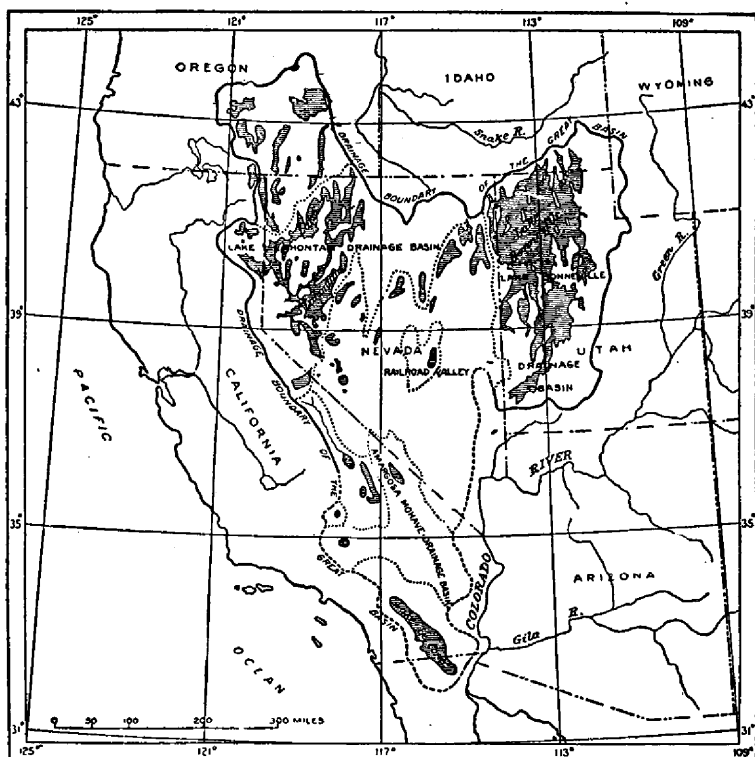 125° 121° 117° 113° 109°
OREGON
IDAHO
WYOMING
43° 43°
Snake R.
DRAINAGE BOUNDARY OF THE GREAT BASIN
Green R.
LAKE LAHONTAN DRAINAGE BASIN
LAKE BONNEVILLE
39° 39°
NEVADA
UTAH
DRAINAGE
BASIN
RAILROAD VALLEY
DRAINAGE BOUNDARY OF THE GREAT BASIN
PACIFIC
CALIFORNIA
RIVER
AMARGOSA MOHAVE DRAINAGE BASIN
35° 35°
COLORADO
ARIZONA
Gila R.
OCEAN
0 50 100 200 300 MILES
31° 31°
125° 121° 117° 113° 109°